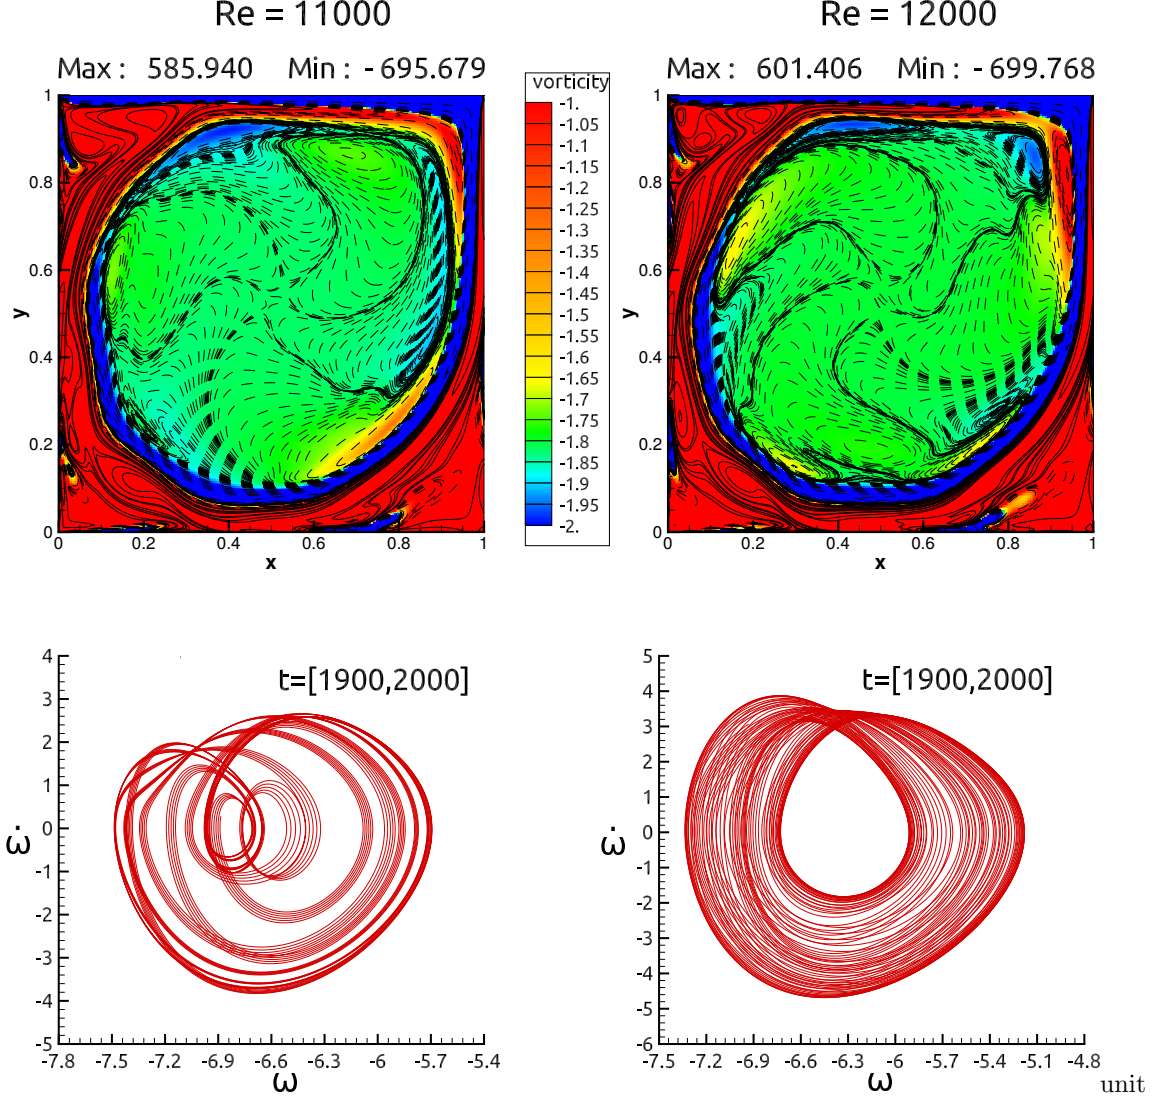 Re = 11000
Re = 12000
Max : 585.940 Min : - 695.679
Max : 601.406 Min : - 699.768
vorticity
-1.
-1.05
-1.1
-1.15
-1.2
-1.25
-1.3
-1.35
-1.4
-1.45
-1.5
-1.55
-1.6
-1.65
-1.7
-1.75
-1.8
-1.85
-1.9
-1.95
-2.
1
0.8
0.6
0.4
0.2
0
y
0 0.2 0.4 0.6 0.8 1
x
1
0.8
0.6
0.4
0.2
0
y
0 0.2 0.4 0.6 0.8 1
x
t=[1900,2000]
4
3
2
1
0
-1
-2
-3
-4
-5
ω̇
-7.8 -7.5 -7.2 -6.9 -6.6 -6.3 -6 -5.7 -5.4
ω
t=[1900,2000]
5
4
3
2
1
0
-1
-2
-3
-4
-5
-6
ω̇
-7.5 -7.2 -6.9 -6.6 -6.3 -6 -5.7 -5.4 -5.1 -4.8
ω
unit